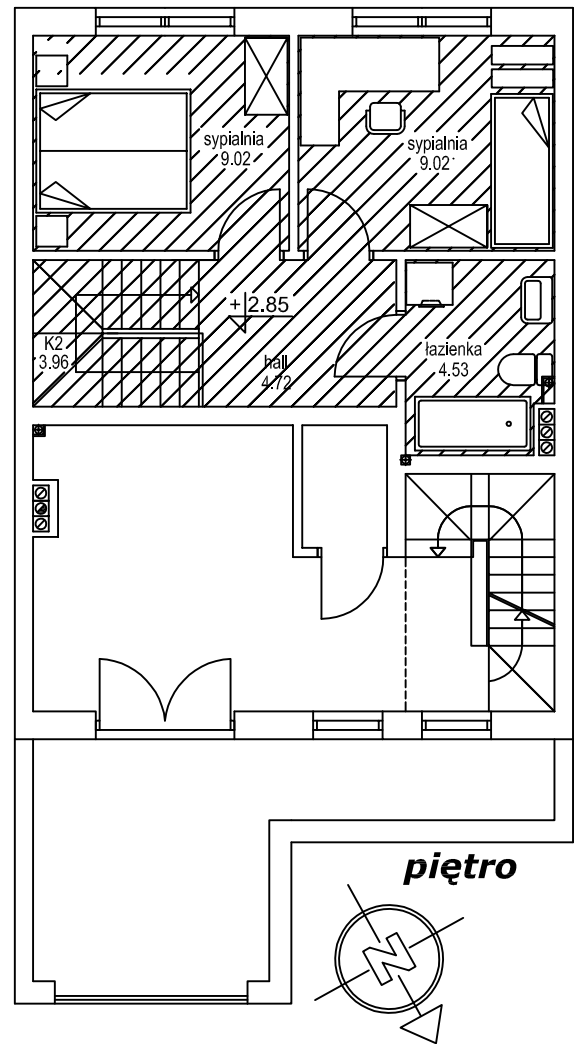 sypialnia
9.02
sypialnia
9.02
+2.85
K2
3.96
hall
4.72
łazienka
4.53
piętro
N